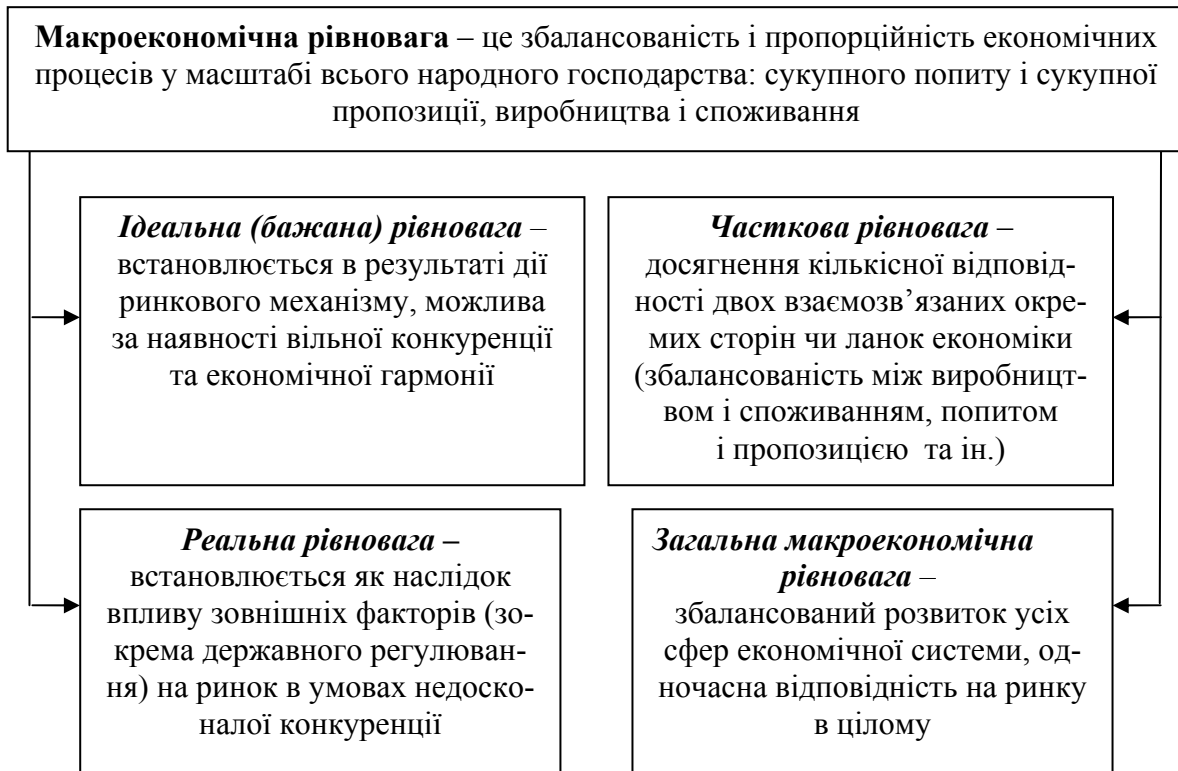 Макроекономічна рівновага – це збалансованість і пропорційність економічних
процесів у масштабі всього народного господарства: сукупного попиту і сукупної
пропозиції, виробництва і споживання
Ідеальна (бажана) рівновага –
встановлюється в результаті дії
ринкового механізму, можлива
за наявності вільної конкуренції
та економічної гармонії
Часткова рівновага –
досягнення кількісної відповід-
ності двох взаємозв’язаних окре-
мих сторін чи ланок економіки
(збалансованість між виробницт-
вом і споживанням, попитом
і пропозицією та ін.)
Реальна рівновага –
встановлюється як наслідок
впливу зовнішніх факторів (зо-
крема державного регулюван-
ня) на ринок в умовах недоско-
налої конкуренції
Загальна макроекономічна
рівновага –
збалансований розвиток усіх
сфер економічної системи, од-
ночасна відповідність на ринку
в цілому